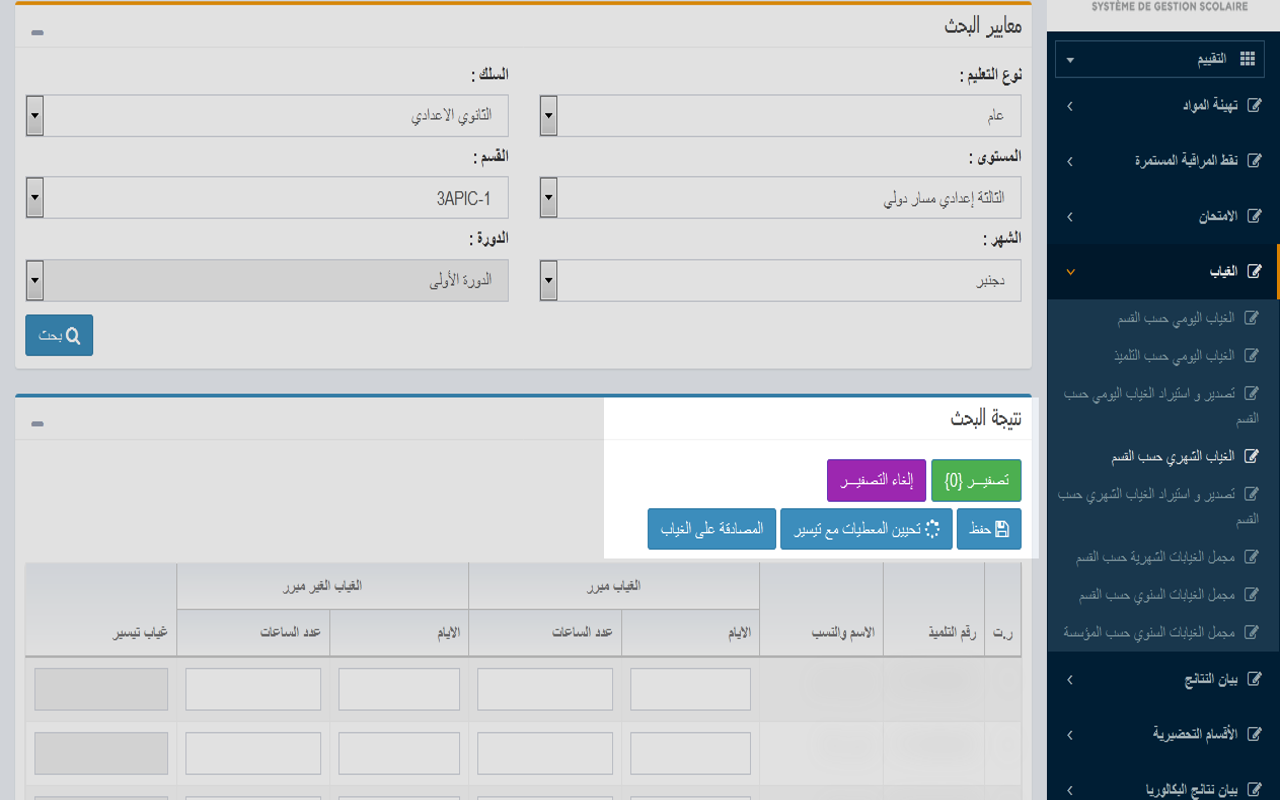 SYSTÈME DE GESTION SCOLAIRE
التقييم
تهيئة المواد
نقط المراقبة المستمرة
الامتحان
الغياب
الغياب اليومي حسب القسم
الغياب اليومي حسب التلميذ
تصدير و استيراد الغياب اليومي حسب
القسم
الغياب الشهري حسب القسم
تصدير و استيراد الغياب الشهري حسب
القسم
مجمل الغيابات الشهرية حسب القسم
مجمل الغيابات السنوي حسب القسم
مجمل الغيابات السنوي حسب المؤسسة
بيان النتائج
الأقسام التحضيرية
بيان نتائج البكالوريا
معايير البحث
نوع التعليم : السلك :
عام الثانوي الاعدادي
المستوى : القسم :
الثالثة إعدادي مسار دولي 3APIC-1
الشهر : الدورة :
دجنبر الدورة الأولى
بحث
نتيجة البحث
تصفيــر {0} إلغاء التصفيــر
حفظ تحيين المعطيات مع تيسير المصادقة على الغياب
الغياب مبرر الغياب الغير مبرر
ر.ت رقم التلميذ الاسم والنسب الايام عدد الساعات الايام عدد الساعات غياب تيسير